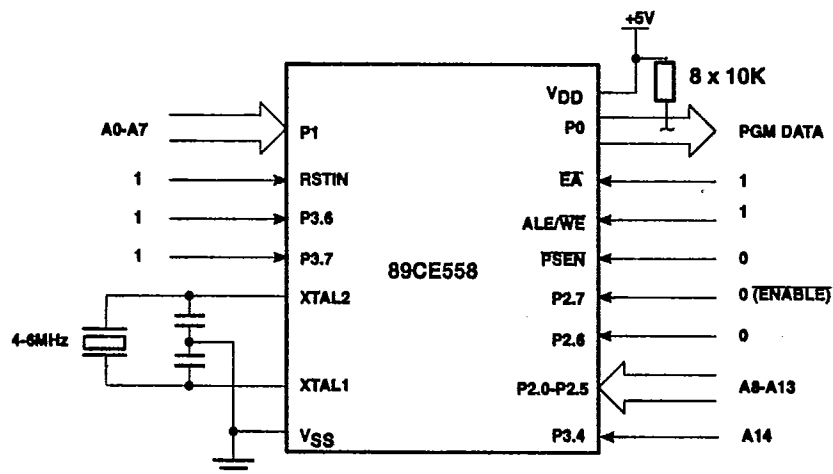 +5V
8 x 10K
VDD
A0-A7
P1
P0
PGM DATA
1
RSTIN
EA
1
1
P3.6
ALE/WE
1
1
P3.7
89CE558
PSEN
0
XTAL2
P2.7
0 (ENABLE)
4-6MHz
P2.6
0
XTAL1
P2.0-P2.5
A8-A13
VSS
P3.4
A14